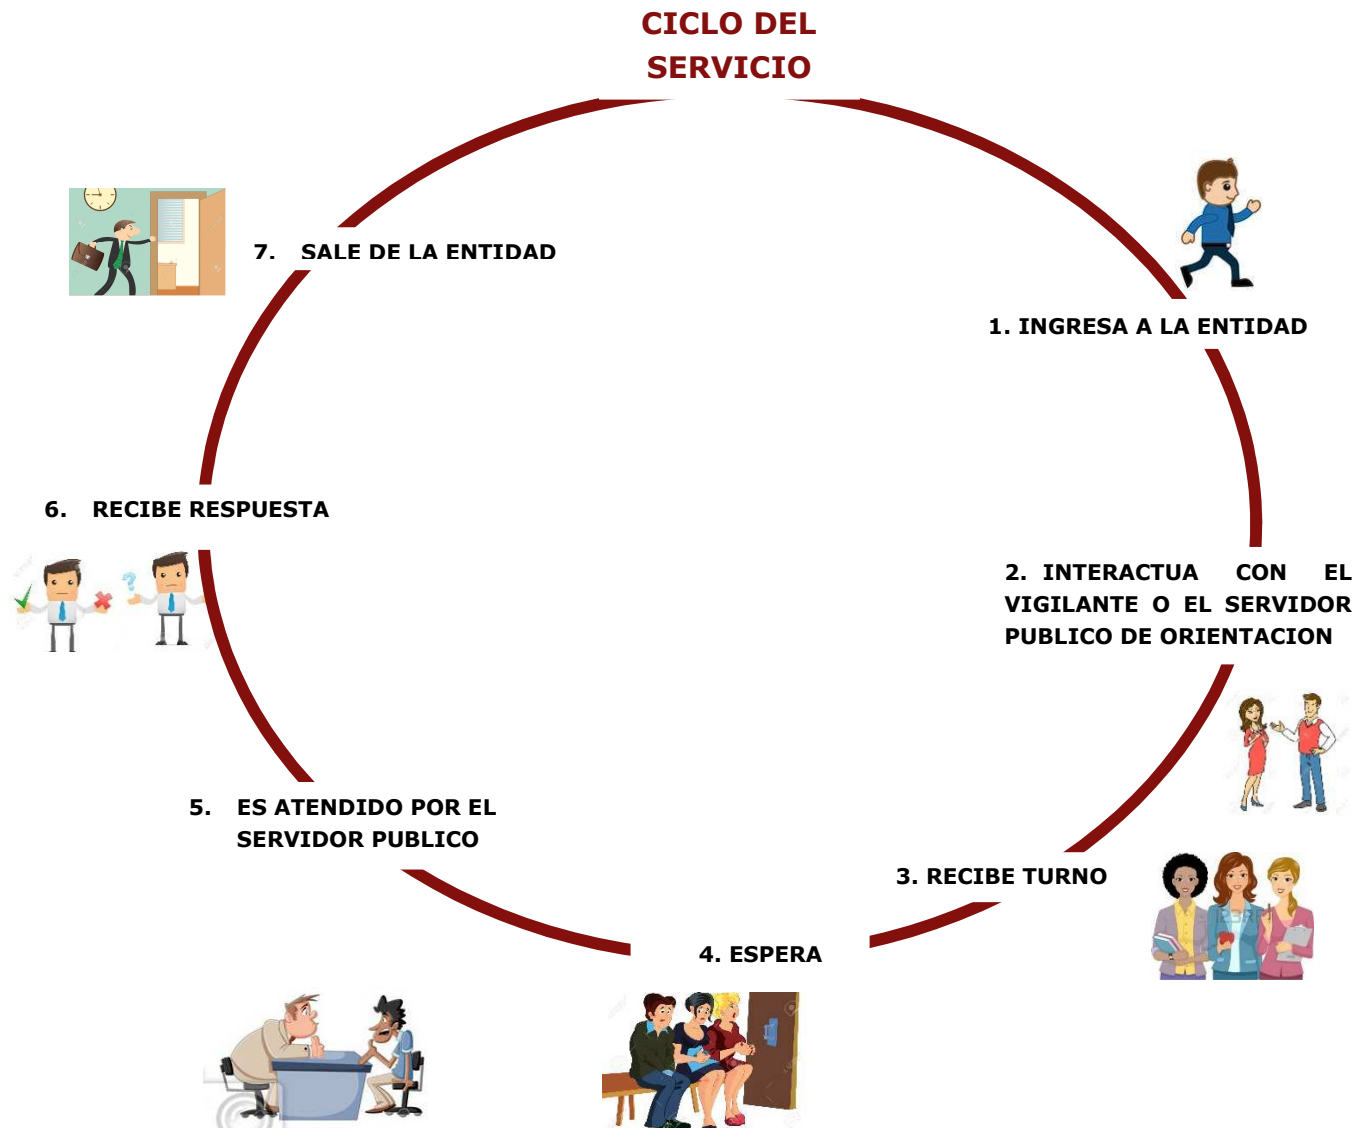 CICLO DEL
SERVICIO
1. INGRESA A LA ENTIDAD
2. INTERACTUA CON EL
VIGILANTE O EL SERVIDOR
PUBLICO DE ORIENTACION
3. RECIBE TURNO
4. ESPERA
5. ES ATENDIDO POR EL
SERVIDOR PUBLICO
6. RECIBE RESPUESTA
7. SALE DE LA ENTIDAD